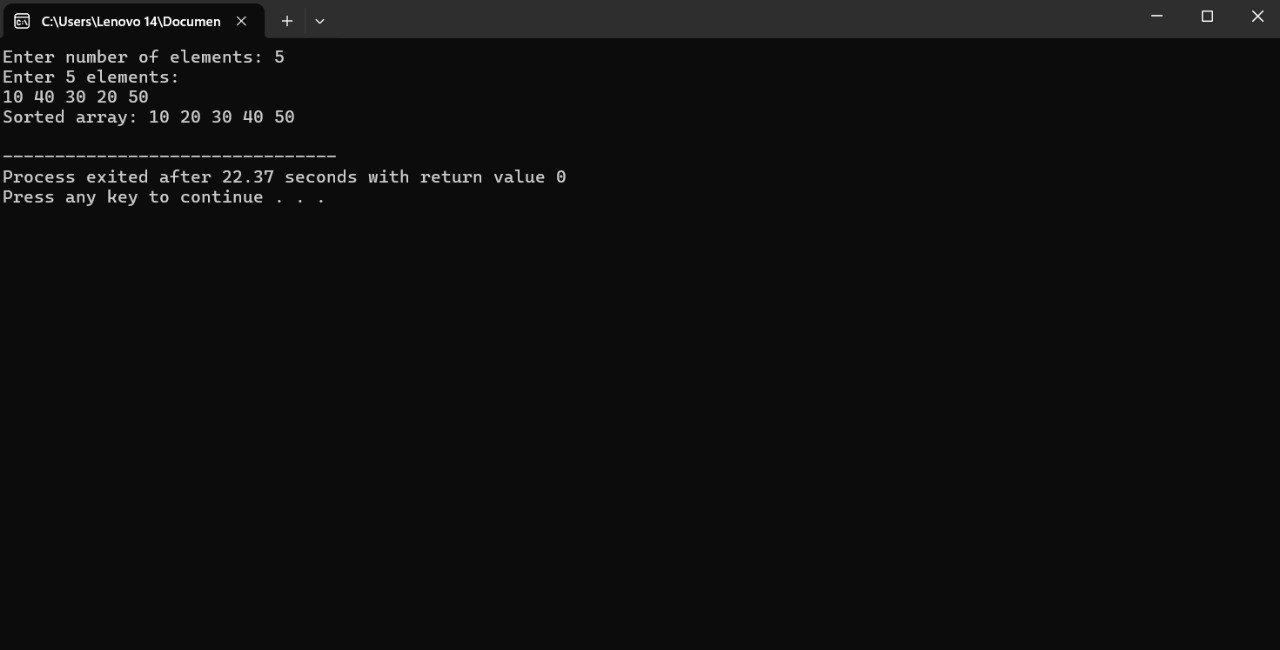 C:\Users\Lenovo 14\Documen
Enter number of elements: 5
Enter 5 elements:
10 40 30 20 50
Sorted array: 10 20 30 40 50
--------------------------------
Process exited after 22.37 seconds with return value 0
Press any key to continue . . .